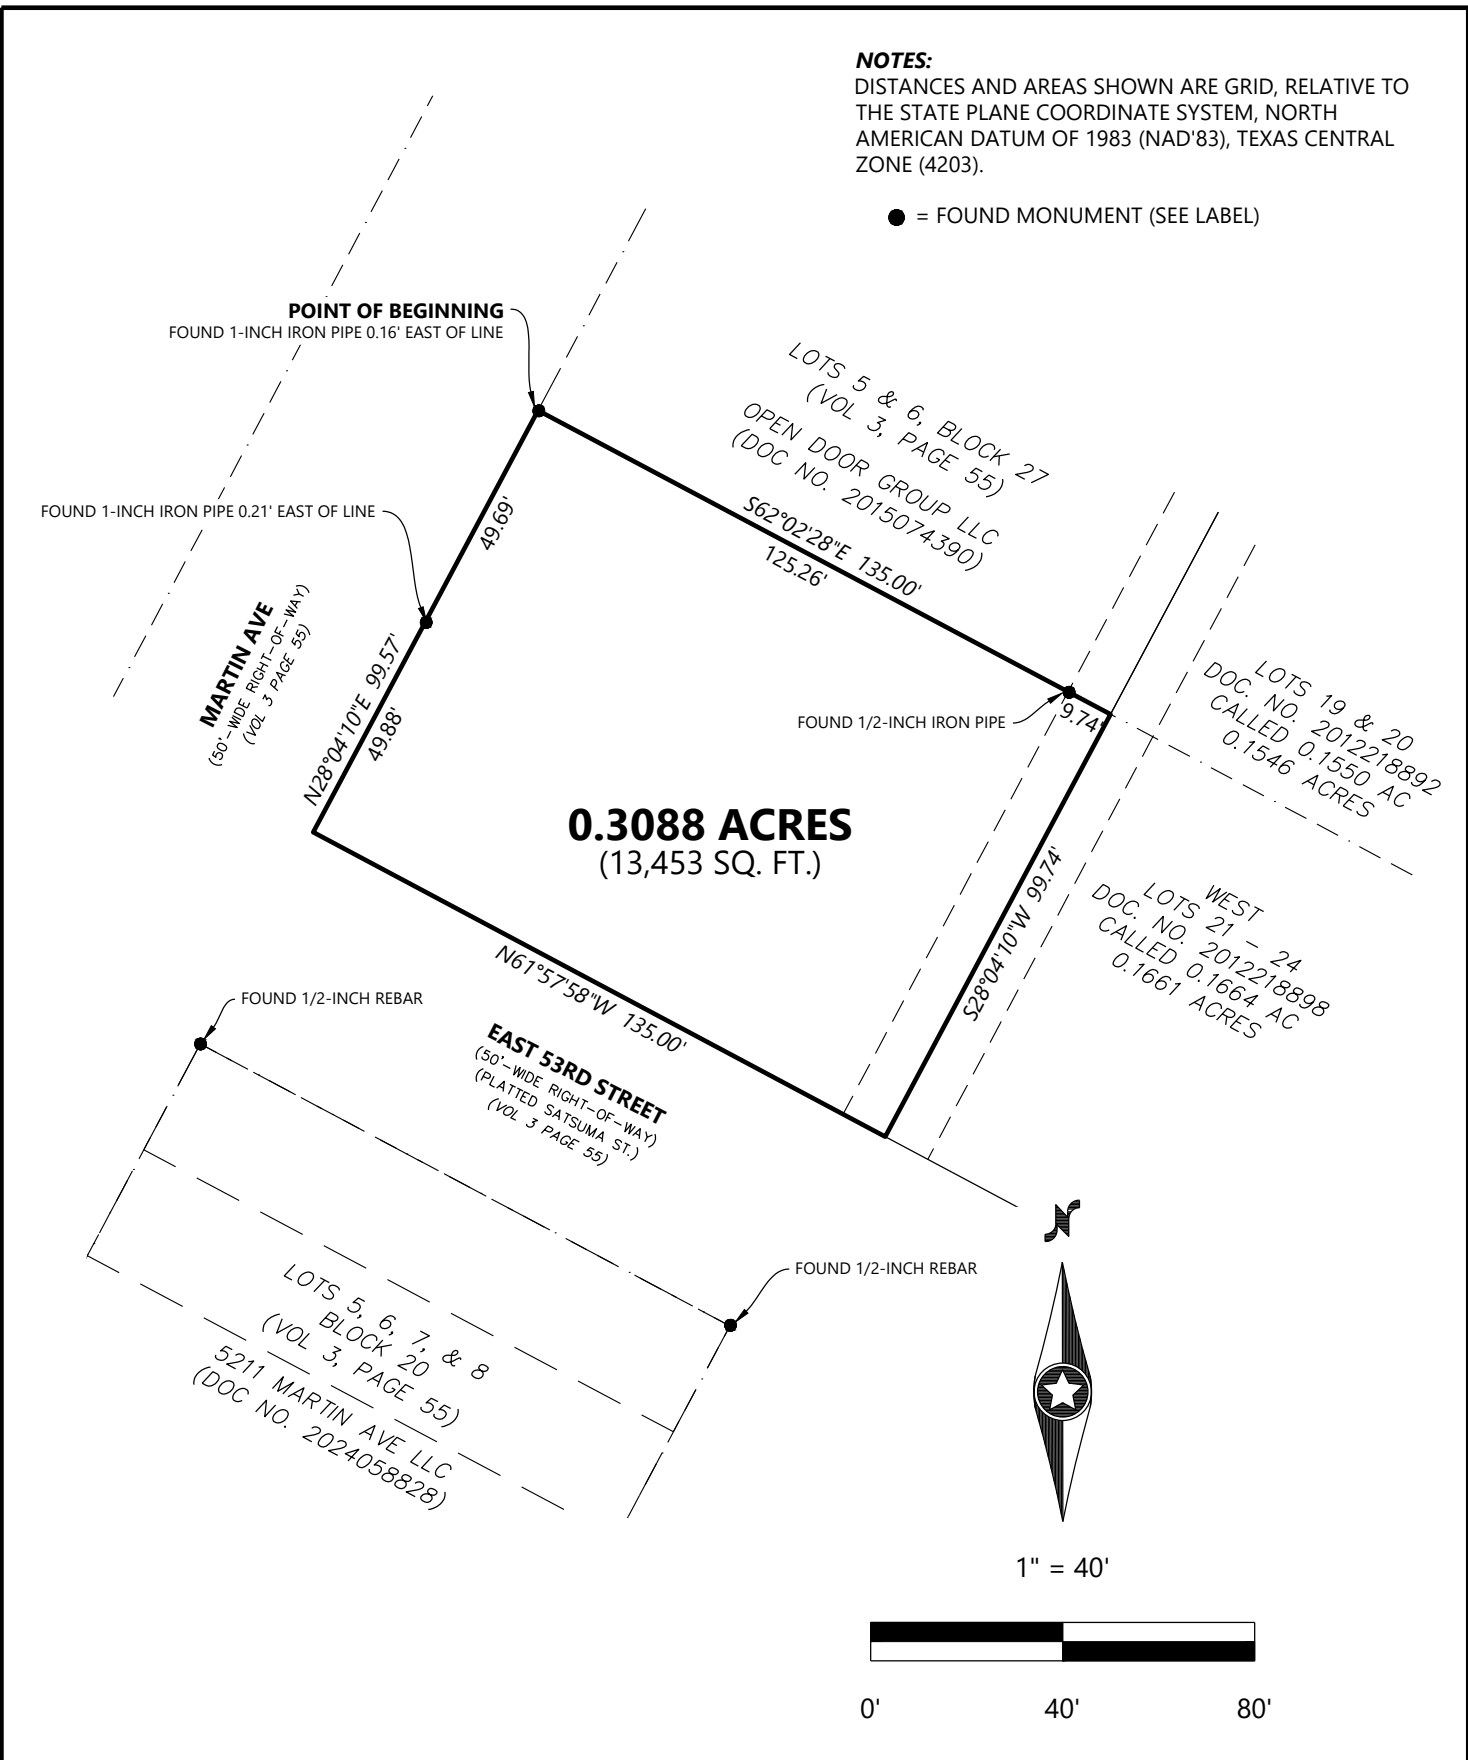 NOTES:
DISTANCES AND AREAS SHOWN ARE GRID, RELATIVE TO
THE STATE PLANE COORDINATE SYSTEM, NORTH
AMERICAN DATUM OF 1983 (NAD'83), TEXAS CENTRAL
ZONE (4203).
= FOUND MONUMENT (SEE LABEL)
POINT OF BEGINNING
FOUND 1-INCH IRON PIPE 0.16' EAST OF LINE
LOTS 5 & 6, BLOCK 27
(VOL 3, PAGE 55)
OPEN DOOR GROUP LLC
(DOC NO. 2015074390)
S62°02'28"E 135.00'
125.26'
FOUND 1-INCH IRON PIPE 0.21' EAST OF LINE
49.69'
MARTIN AVE
(50'-WIDE RIGHT-OF-WAY)
(VOL 3 PAGE 55)
N28°04'10"E 99.57'
49.88'
FOUND 1/2-INCH IRON PIPE
9.74'
LOTS 19 & 20
DOC. NO. 2012218892
CALLED 0.1550 AC
0.1546 ACRES
0.3088 ACRES
(13,453 SQ. FT.)
S28°04'10"W 99.74'
WEST
LOTS 21 - 24
DOC. NO. 2012218898
CALLED 0.1664 AC
0.1661 ACRES
N61°57'58"W 135.00'
FOUND 1/2-INCH REBAR
EAST 53RD STREET
(50'-WIDE RIGHT-OF-WAY)
(PLATTED SATSUMA ST.)
(VOL 3 PAGE 55)
N
FOUND 1/2-INCH REBAR
LOTS 5, 6, 7, & 8
BLOCK 20
(VOL 3, PAGE 55)
5211 MARTIN AVE LLC
(DOC NO. 2024058828)
1" = 40'
0' 40' 80'